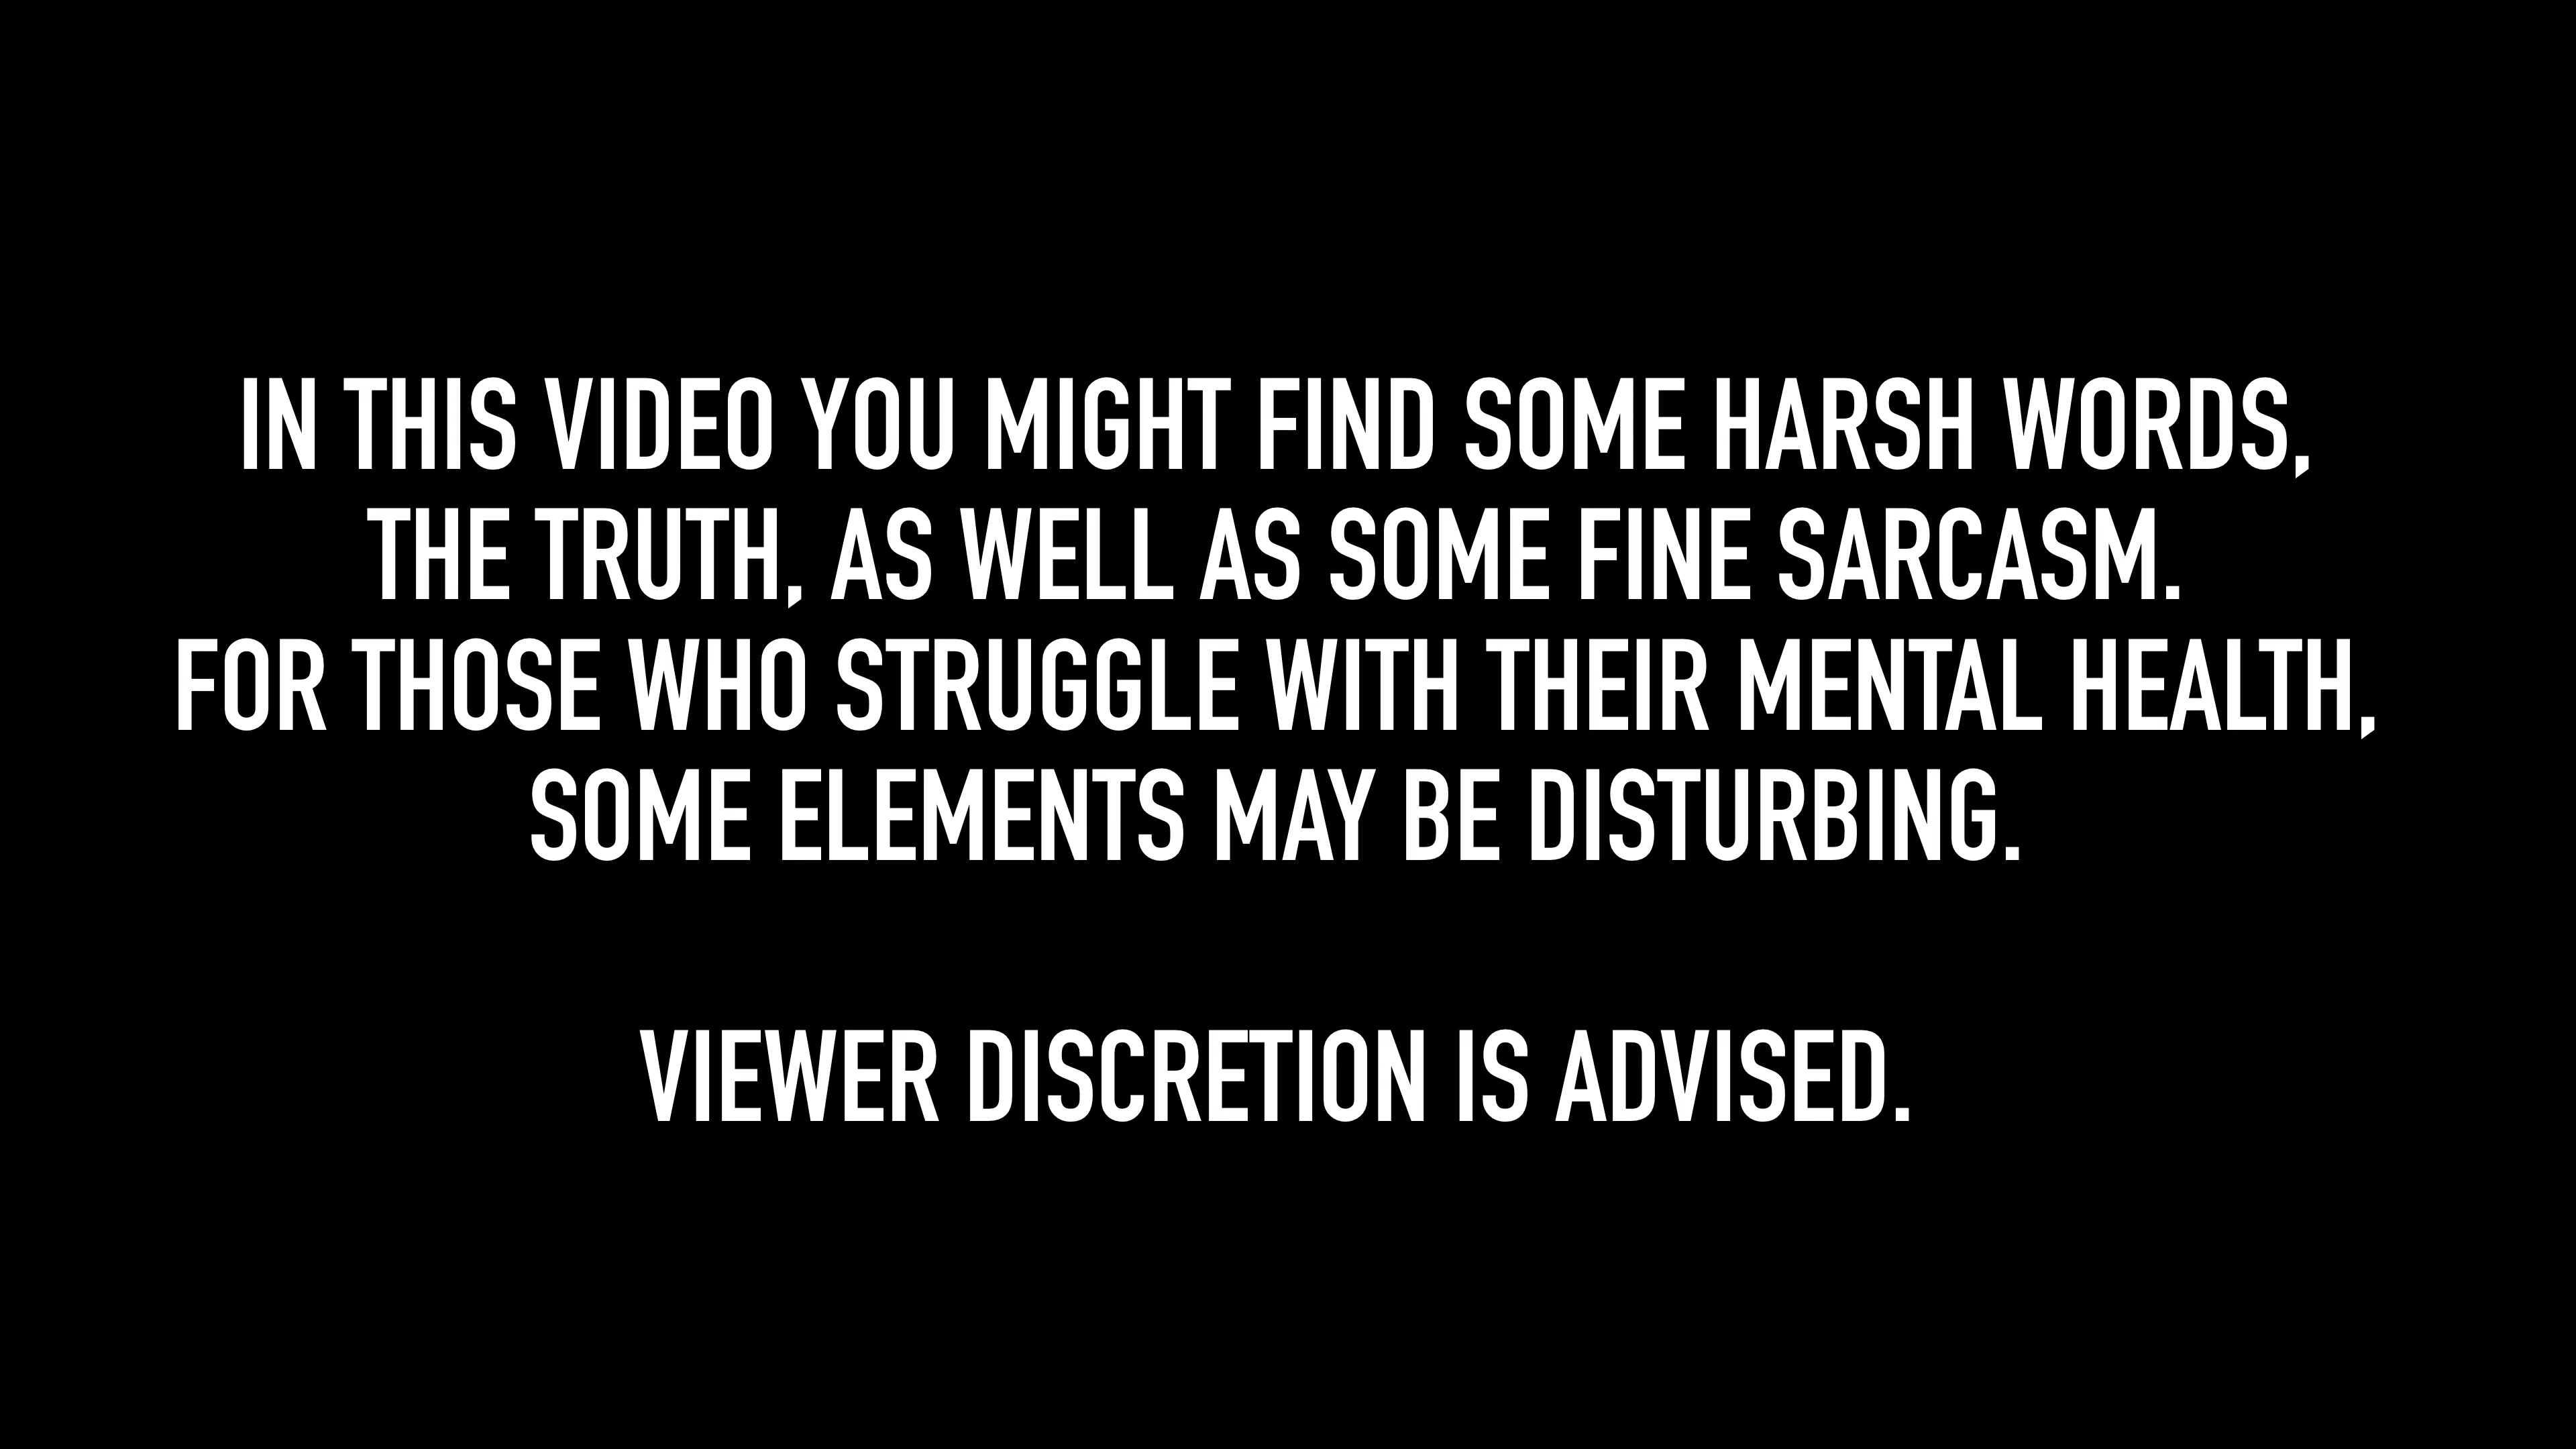 IN THIS VIDEO YOU MIGHT FIND SOME HARSH WORDS,
THE TRUTH, AS WELL AS SOME FINE SARCASM.
FOR THOSE WHO STRUGGLE WITH THEIR MENTAL HEALTH,
SOME ELEMENTS MAY BE DISTURBING.
VIEWER DISCRETION IS ADVISED.